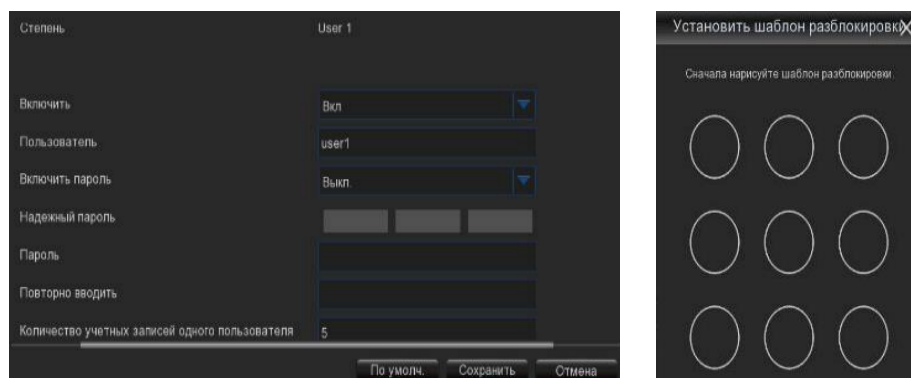 Степень User 1
Включить Вкл
Пользователь user1
Включить пароль Выкл.
Надежный пароль
Пароль
Повторно вводить
Количество учетных записей одного пользователя 5
По умолч. Сохранить Отмена
Установить шаблон разблокировки
Сначала нарисуйте шаблон разблокировки.